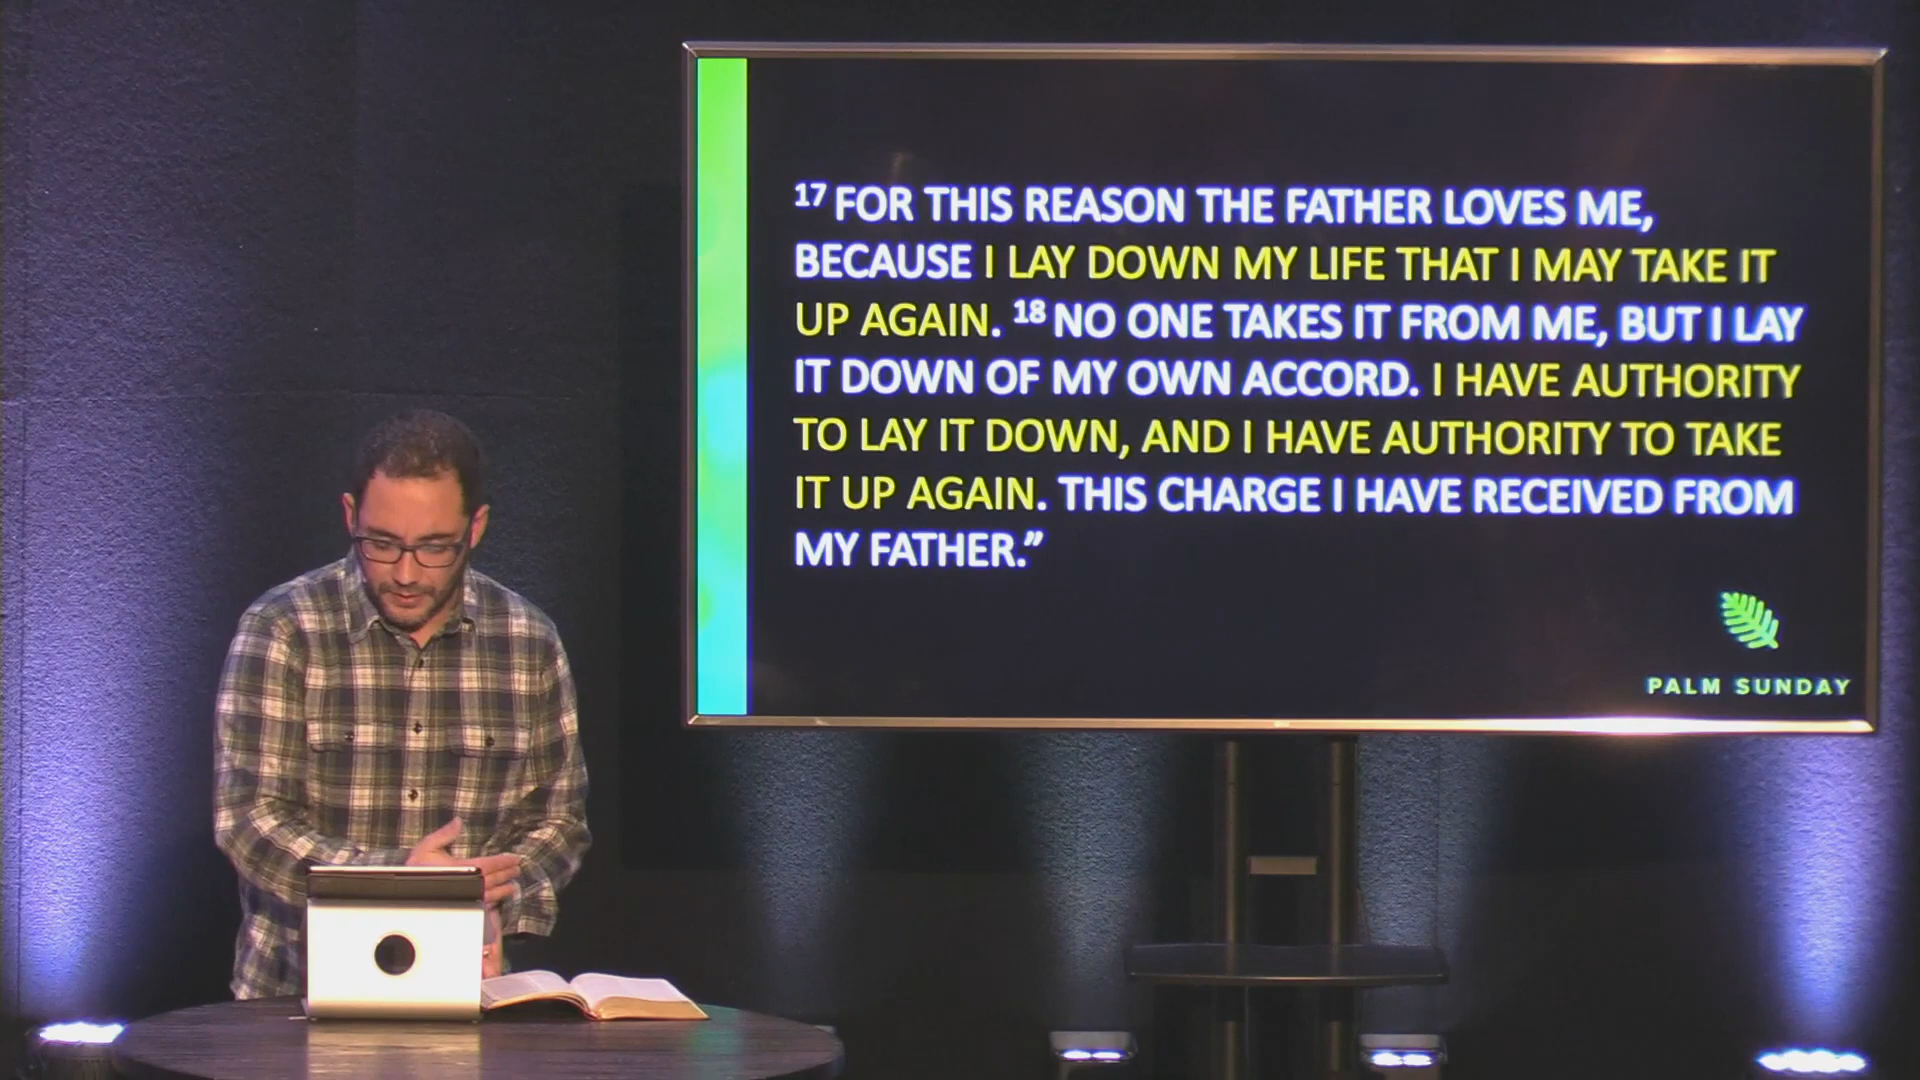 17 FOR THIS REASON THE FATHER LOVES ME,
BECAUSE I LAY DOWN MY LIFE THAT I MAY TAKE IT
UP AGAIN. 18 NO ONE TAKES IT FROM ME, BUT I LAY
IT DOWN OF MY OWN ACCORD. I HAVE AUTHORITY
TO LAY IT DOWN, AND I HAVE AUTHORITY TO TAKE
IT UP AGAIN. THIS CHARGE I HAVE RECEIVED FROM
MY FATHER.”
PALM SUNDAY